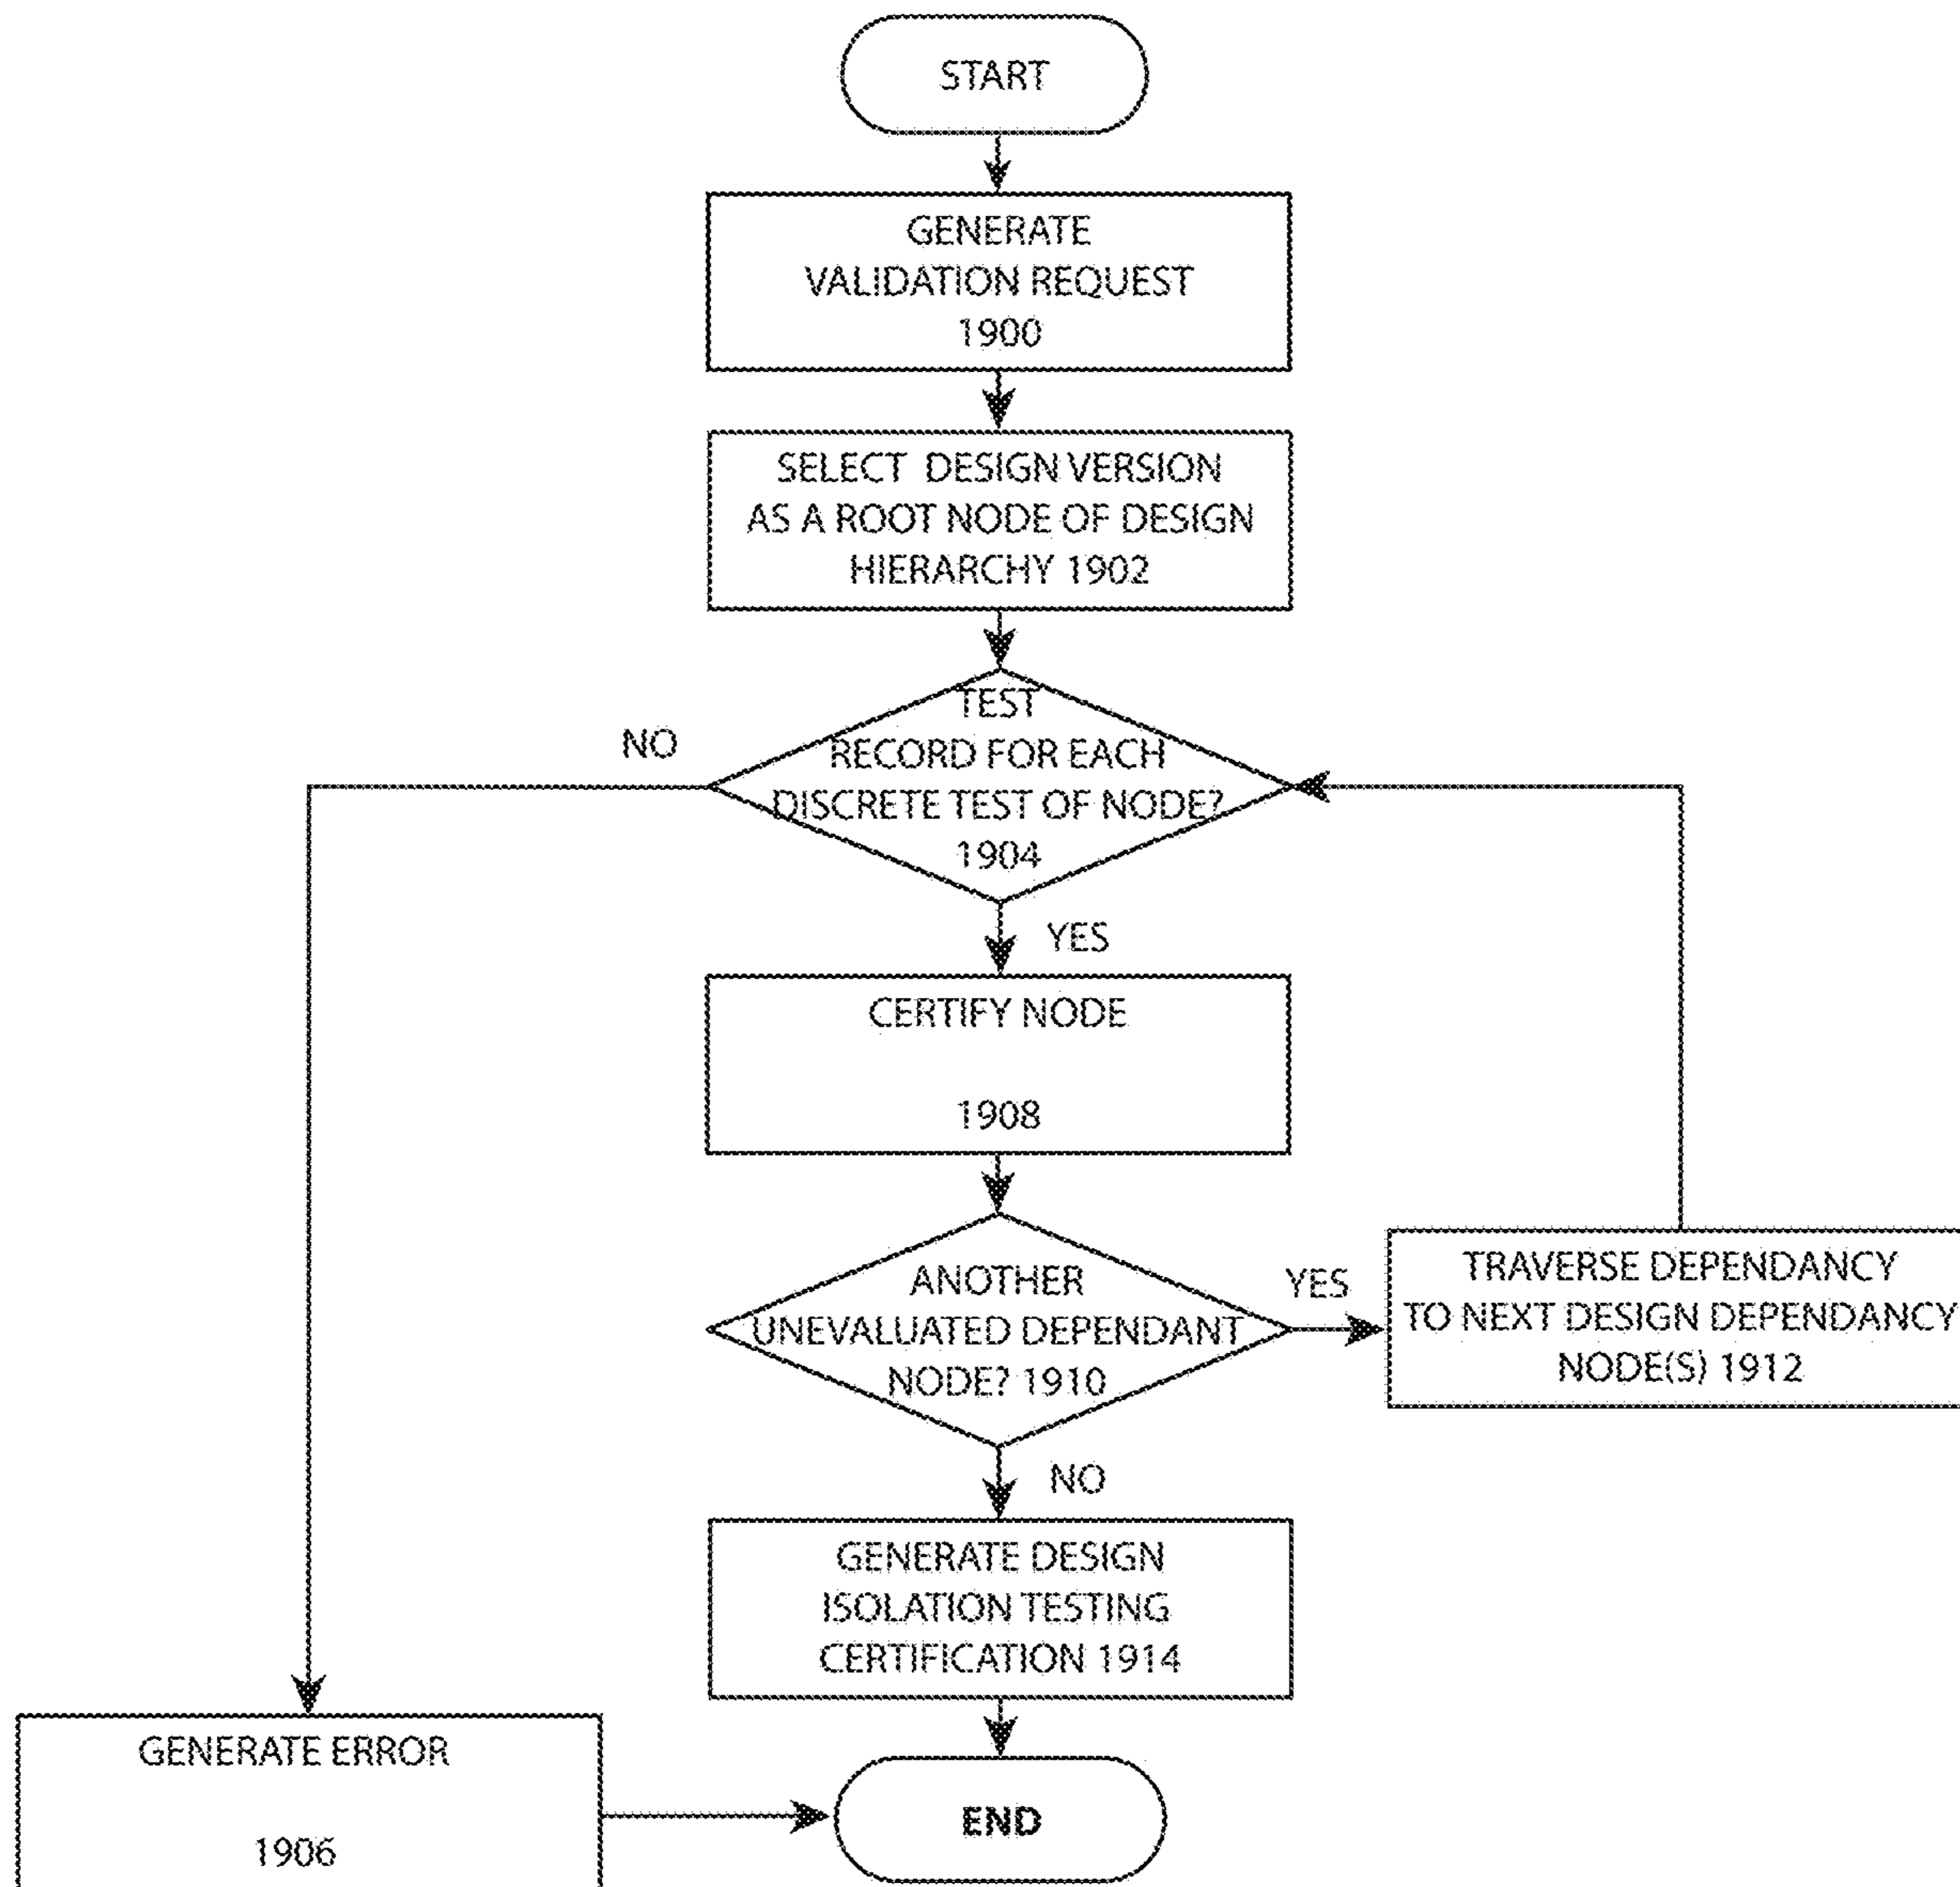 START
GENERATE
VALIDATION REQUEST
1900
SELECT DESIGN VERSION
AS A ROOT NODE OF DESIGN
HIERARCHY 1902
TEST
RECORD FOR EACH
DISCRETE TEST OF NODE?
1904
NO
YES
CERTIFY NODE
1908
ANOTHER
UNEVALUATED DEPENDANT
NODE? 1910
YES
TRAVERSE DEPENDANCY
TO NEXT DESIGN DEPENDANCY
NODE(S) 1912
NO
GENERATE DESIGN
ISOLATION TESTING
CERTIFICATION 1914
GENERATE ERROR
1906
END